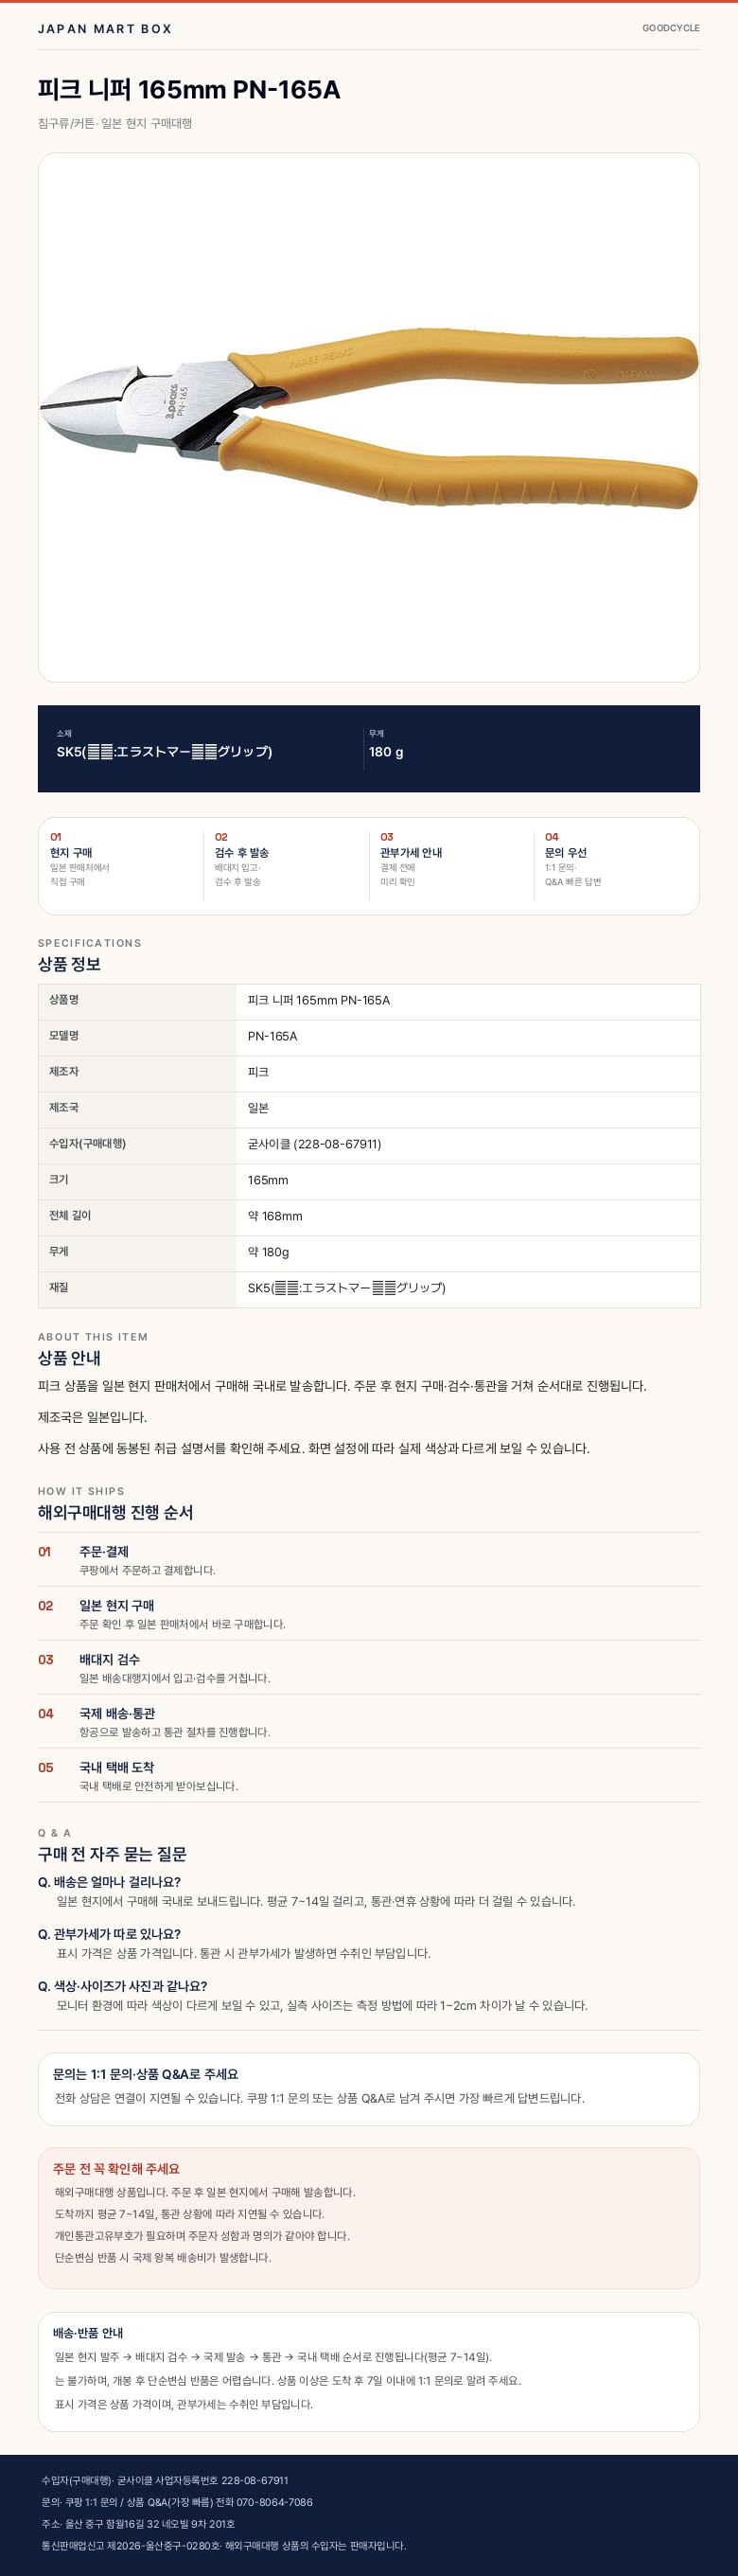 JAPAN MART BOX
GOODCYCLE
피크 니퍼 165mm PN-165A
침구류/커튼· 일본 현지 구매대행
THREE PEAKS
3.peaks
PN-165
소재
SK5(:エラストマーグリップ)
무게
180 g
01
현지 구매
일본 판매처에서
직접 구매
02
검수 후 발송
배대지 입고·
검수 후 발송
03
관부가세 안내
결제 전에
미리 확인
04
문의 우선
1:1 문의·
Q&A 빠른 답변
SPECIFICATIONS
상품 정보
상품명 피크 니퍼 165mm PN-165A
모델명 PN-165A
제조자 피크
제조국 일본
수입자(구매대행) 굳사이클 (228-08-67911)
크기 165mm
전체 길이 약 168mm
무게 약 180g
재질 SK5(:エラストマーグリップ)
ABOUT THIS ITEM
상품 안내
피크 상품을 일본 현지 판매처에서 구매해 국내로 발송합니다. 주문 후 현지 구매·검수·통관을 거쳐 순서대로 진행됩니다.
제조국은 일본입니다.
사용 전 상품에 동봉된 취급 설명서를 확인해 주세요. 화면 설정에 따라 실제 색상과 다르게 보일 수 있습니다.
HOW IT SHIPS
해외구매대행 진행 순서
01 주문·결제
쿠팡에서 주문하고 결제합니다.
02 일본 현지 구매
주문 확인 후 일본 판매처에서 바로 구매합니다.
03 배대지 검수
일본 배송대행지에서 입고·검수를 거칩니다.
04 국제 배송·통관
항공으로 발송하고 통관 절차를 진행합니다.
05 국내 택배 도착
국내 택배로 안전하게 받아보십니다.
Q & A
구매 전 자주 묻는 질문
Q. 배송은 얼마나 걸리나요?
일본 현지에서 구매해 국내로 보내드립니다. 평균 7~14일 걸리고, 통관·연휴 상황에 따라 더 걸릴 수 있습니다.
Q. 관부가세가 따로 있나요?
표시 가격은 상품 가격입니다. 통관 시 관부가세가 발생하면 수취인 부담입니다.
Q. 색상·사이즈가 사진과 같나요?
모니터 환경에 따라 색상이 다르게 보일 수 있고, 실측 사이즈는 측정 방법에 따라 1~2cm 차이가 날 수 있습니다.
문의는 1:1 문의·상품 Q&A로 주세요
전화 상담은 연결이 지연될 수 있습니다. 쿠팡 1:1 문의 또는 상품 Q&A로 남겨 주시면 가장 빠르게 답변드립니다.
주문 전 꼭 확인해 주세요
해외구매대행 상품입니다. 주문 후 일본 현지에서 구매해 발송합니다.
도착까지 평균 7~14일, 통관 상황에 따라 지연될 수 있습니다.
개인통관고유부호가 필요하며 주문자 성함과 명의가 같아야 합니다.
단순변심 반품 시 국제 왕복 배송비가 발생합니다.
배송·반품 안내
일본 현지 발주 → 배대지 검수 → 국제 발송 → 통관 → 국내 택배 순서로 진행됩니다(평균 7~14일).
는 불가하며, 개봉 후 단순변심 반품은 어렵습니다. 상품 이상은 도착 후 7일 이내에 1:1 문의로 알려 주세요.
표시 가격은 상품 가격이며, 관부가세는 수취인 부담입니다.
수입자(구매대행)· 굳사이클 사업자등록번호 228-08-67911
문의· 쿠팡 1:1 문의 / 상품 Q&A(가장 빠름) 전화 070-8064-7086
주소· 울산 중구 함월16길 32 네오빌 9차 201호
통신판매업신고 제2026-울산중구-0280호· 해외구매대행 상품의 수입자는 판매자입니다.